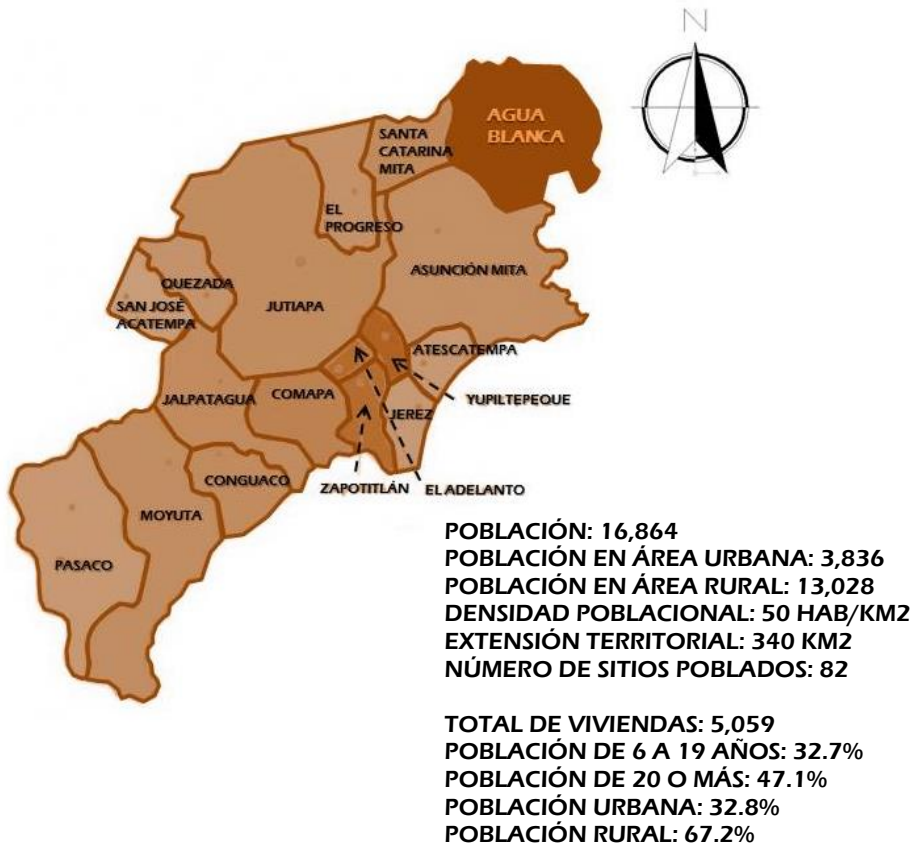 N
AGUA
BLANCA
SANTA
CATARINA
MITA
EL
PROGRESO
ASUNCIÓN MITA
QUEZADA
SAN JOSÉ
ACATEMPA
JUTIAPA
ATESCATEMPA
JALPATAGUA
COMAPA
YUPILTEPEQUE
JEREZ
CONGUACO
ZAPOTITLÁN
EL ADELANTO
MOYUTA
PASACO
POBLACIÓN: 16,864
POBLACIÓN EN ÁREA URBANA: 3,836
POBLACIÓN EN ÁREA RURAL: 13,028
DENSIDAD POBLACIONAL: 50 HAB/KM2
EXTENSIÓN TERRITORIAL: 340 KM2
NÚMERO DE SITIOS POBLADOS: 82
TOTAL DE VIVIENDAS: 5,059
POBLACIÓN DE 6 A 19 AÑOS: 32.7%
POBLACIÓN DE 20 O MÁS: 47.1%
POBLACIÓN URBANA: 32.8%
POBLACIÓN RURAL: 67.2%